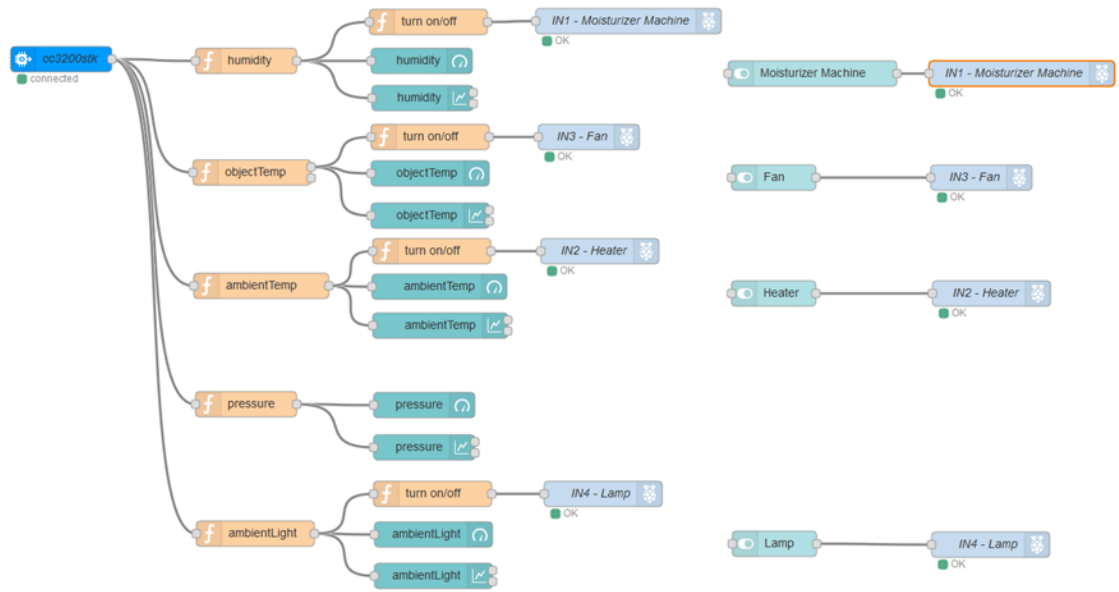 turn on/off
IN1 - Moisturizer Machine
OK
cc3200stk
connected
humidity
humidity
humidity
Moisturizer Machine
IN1 - Moisturizer Machine
OK
turn on/off
IN3 - Fan
OK
objectTemp
objectTemp
objectTemp
Fan
IN3 - Fan
OK
turn on/off
IN2 - Heater
OK
ambientTemp
ambientTemp
ambientTemp
Heater
IN2 - Heater
OK
pressure
pressure
pressure
turn on/off
IN4 - Lamp
OK
ambientLight
ambientLight
ambientLight
Lamp
IN4 - Lamp
OK